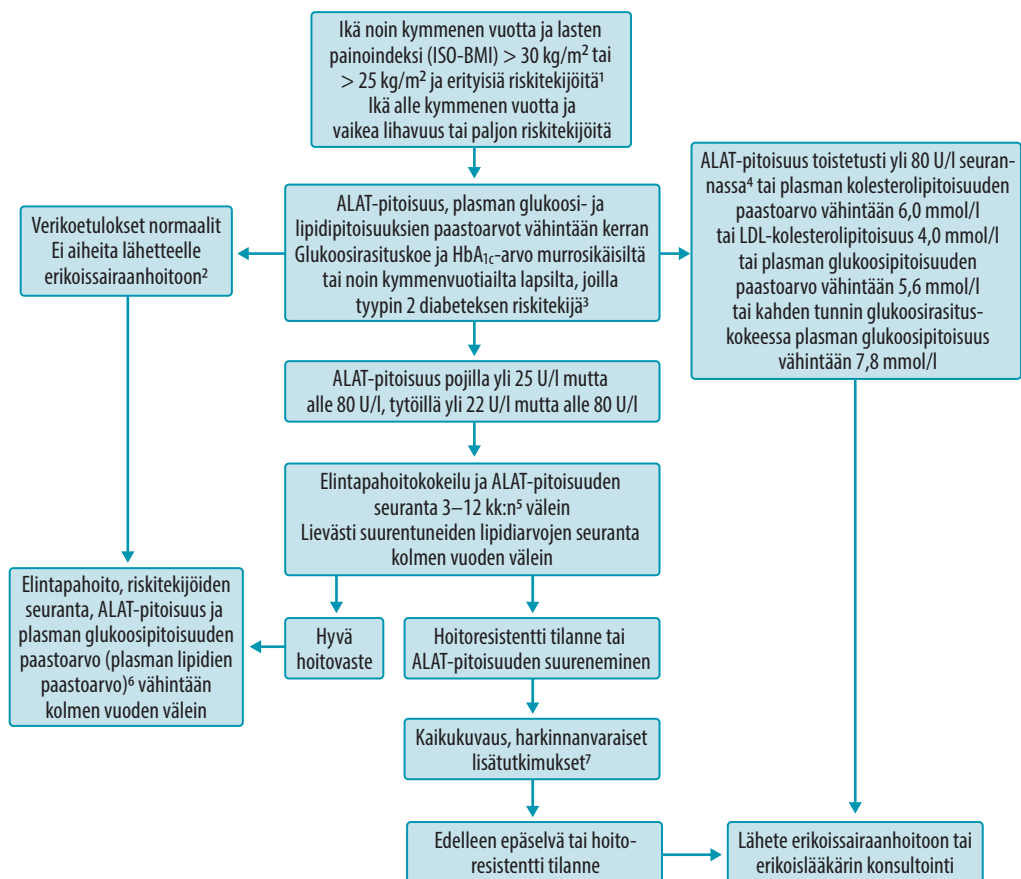 Ikä noin kymmenen vuotta ja lasten
painoindeksi (ISO-BMI) > 30 kg/m² tai
> 25 kg/m² ja erityisiä riskitekijöitä¹
Ikä alle kymmenen vuotta ja
vaikea lihavuus tai paljon riskitekijöitä
Verikoetulokset normaalit
Ei aiheita lähetteelle
erikoissairaanhoitoon²
ALAT-pitoisuus, plasman glukoosi- ja
lipidipitoisuuksien paastoarvot vähintään kerran
Glukoosirasituskoe ja HbA₁c-arvo murrosikäisiltä
tai noin kymmenvuotiailta lapsilta, joilla
tyypin 2 diabeteksen riskitekijä³
ALAT-pitoisuus toistetusti yli 80 U/l seuran-
nassa⁴ tai plasman kolesterolipitoisuuden
paastoarvo vähintään 6,0 mmol/l
tai LDL-kolesterolipitoisuus 4,0 mmol/l
tai plasman glukoosipitoisuuden
paastoarvo vähintään 5,6 mmol/l
tai kahden tunnin glukoosirasitus-
kokeessa plasman glukoosipitoisuus
vähintään 7,8 mmol/l
ALAT-pitoisuus pojilla yli 25 U/l mutta
alle 80 U/l, tytöillä yli 22 U/l mutta alle 80 U/l
Elintapahoitokokeilu ja ALAT-pitoisuuden
seuranta 3–12 kk:n⁵ välein
Lievästi suurentuneiden lipidiarvojen seuranta
kolmen vuoden välein
Elintapahoito, riskitekijöiden
seuranta, ALAT-pitoisuus ja
plasman glukoosipitoisuuden
paastoarvo (plasman lipidien
paastoarvo)⁶ vähintään
kolmen vuoden välein
Hyvä
hoitovaste
Hoitoresistentti tilanne tai
ALAT-pitoisuuden suureneminen
Kaikukuvaus, harkinnanvaraiset
lisätutkimukset⁷
Edelleen epäselvä tai hoito-
resistentti tilanne
Lähete erikoissairaanhoitoon tai
erikoislääkärin konsultointi